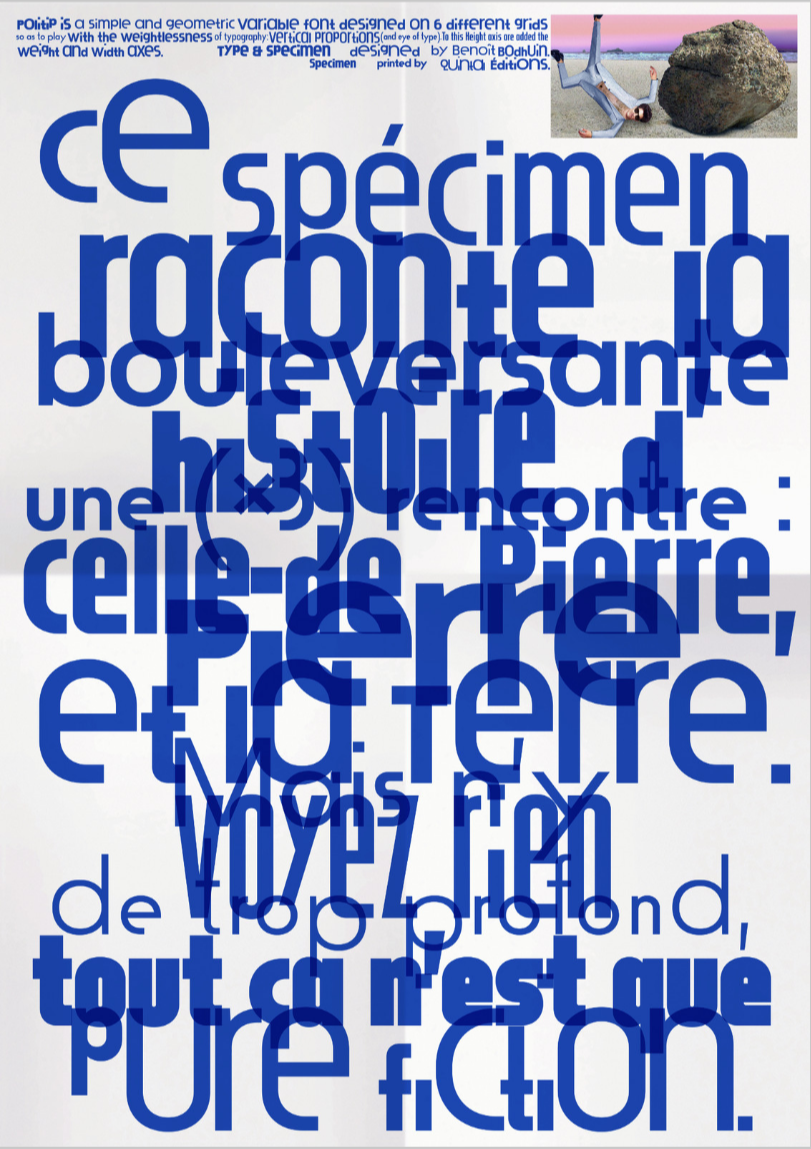 POlitiP iS a simple and geometric variable font designed on 6 different grids
so as to play with the weightlessness of typography: vertical proportions (and eye of type). To this Height axis are added the
weight and width axes. TYPE & SPECIMEN designed by Benoît BOdhUin.
Specimen printed by QUiNtAl ÉditiONS.
ce spécimen
raconte la
bouleversante
histoire d'
une (×3) rencontre :
celle-de Pierre,
Pierre
et la Terre.
Mais n'y
voyez rien
de trop profond,
tout ça n'est que
pure fiction.